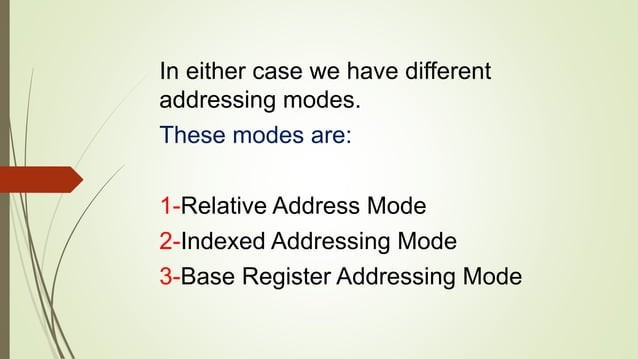 In either case we have different
addressing modes.
These modes are:
1-Relative Address Mode
2-Indexed Addressing Mode
3-Base Register Addressing Mode